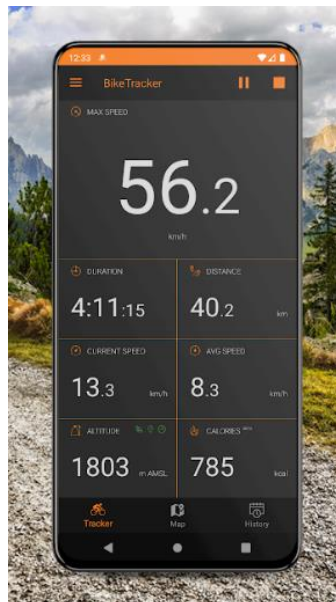 12:33
BikeTracker
MAX SPEED
56.2
km/h
DURATION
DISTANCE
4:11:15
40.2 km
CURRENT SPEED
AVG SPEED
13.3 km/h
8.3 km/h
ALTITUDE
CALORIES
1803 m AMSL
785 kcal
Tracker
Map
History